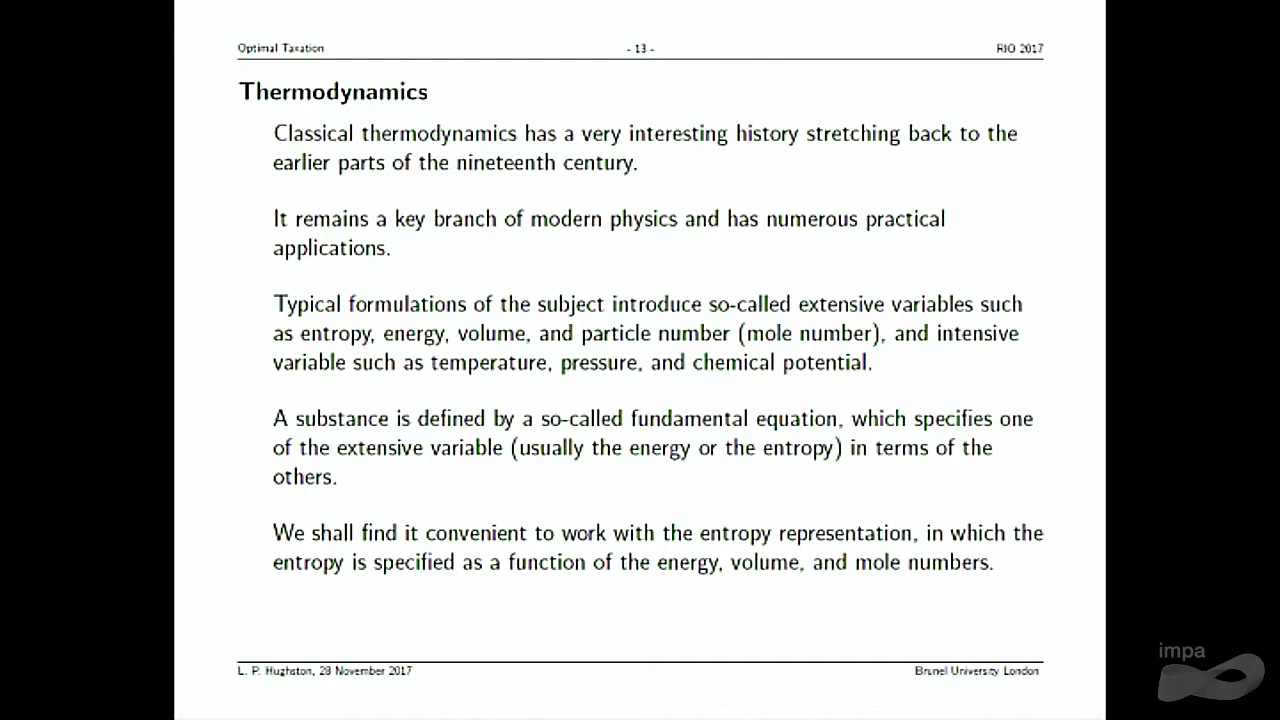 Optimal Taxation - 13 - RIO 2017
Thermodynamics
Classical thermodynamics has a very interesting history stretching back to the
earlier parts of the nineteenth century.
It remains a key branch of modern physics and has numerous practical
applications.
Typical formulations of the subject introduce so-called extensive variables such
as entropy, energy, volume, and particle number (mole number), and intensive
variable such as temperature, pressure, and chemical potential.
A substance is defined by a so-called fundamental equation, which specifies one
of the extensive variable (usually the energy or the entropy) in terms of the
others.
We shall find it convenient to work with the entropy representation, in which the
entropy is specified as a function of the energy, volume, and mole numbers.
L. P. Hughston, 28 November 2017 Brunel University London
impa